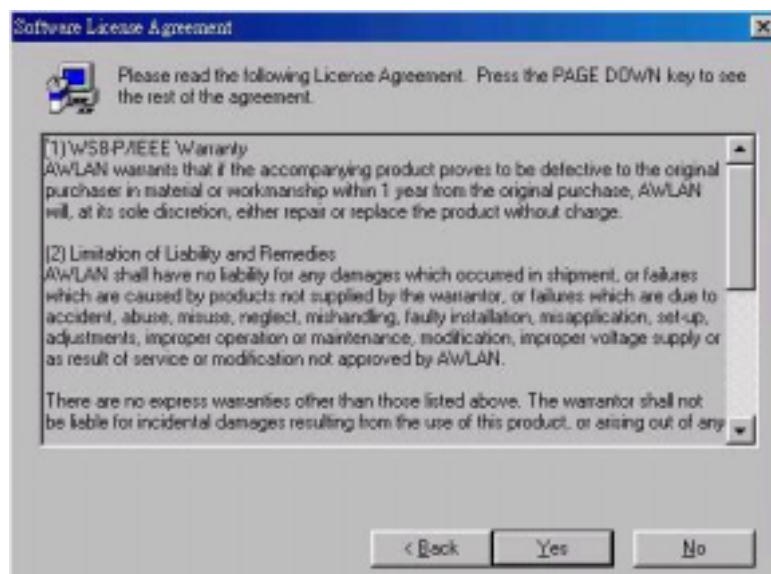 Software License Agreement
Please read the following License Agreement. Press the PAGE DOWN key to see
the rest of the agreement.
(1) WS8-P/IEEE Warranty
AWLAN warrants that if the accompanying product proves to be defective to the original
purchaser in material or workmanship within 1 year from the original purchase, AWLAN
will, at its sole discretion, either repair or replace the product without charge.
(2) Limitation of Liability and Remedies
AWLAN shall have no liability for any damages which occurred in shipment, or failures
which are caused by products not supplied by the warrantor, or failures which are due to
accident, abuse, misuse, neglect, mishandling, faulty installation, misapplication, set-up,
adjustments, improper operation or maintenance, modification, improper voltage supply or
as result of service or modification not approved by AWLAN.
There are no express warranties other than those listed above. The warrantor shall not
be liable for incidental damages resulting from the use of this product, or arising out of any
< Back
Yes
No